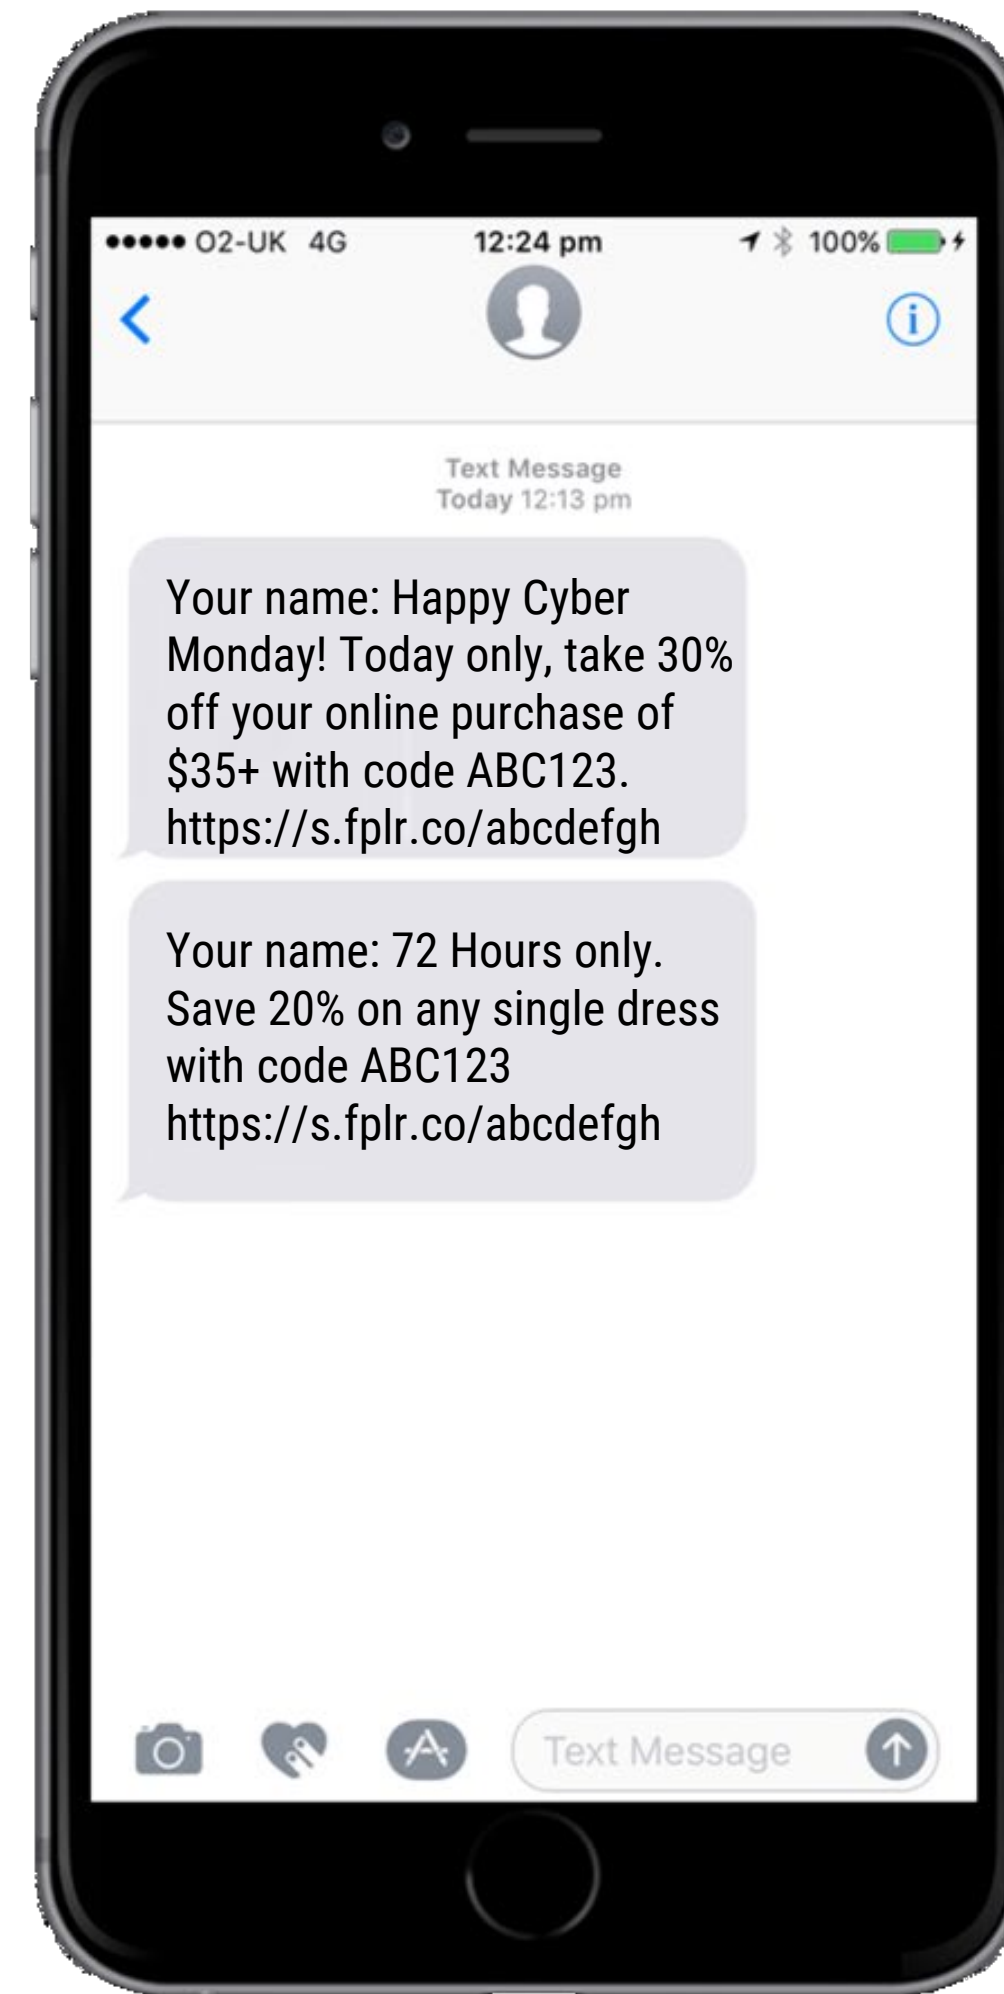 ●●●●● O2-UK 4G 12:24 pm 100%
Text Message
Today 12:13 pm
Your name: Happy Cyber
Monday! Today only, take 30%
off your online purchase of
$35+ with code ABC123.
https://s.fplr.co/abcdefgh
Your name: 72 Hours only.
Save 20% on any single dress
with code ABC123
https://s.fplr.co/abcdefgh
Text Message